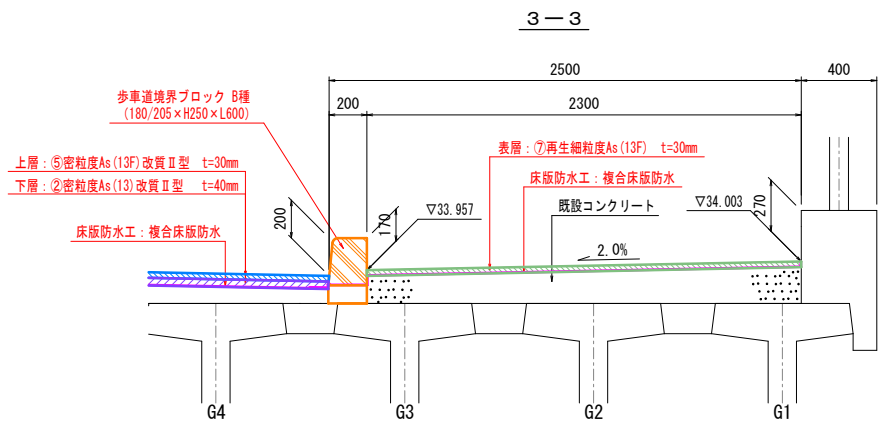 3－3
2500
400
200
2300
歩車道境界ブロック B種
(180/205×H250×L600)
上層：⑤密粒度As(13F)改質Ⅱ型 t=30mm
下層：②密粒度As(13)改質Ⅱ型 t=40mm
表層：⑦再生細粒度As(13F) t=30mm
床版防水工：複合床版防水
既設コンクリート
▽33.957
▽34.003
200
170
270
床版防水工：複合床版防水
2.0%
G4
G3
G2
G1